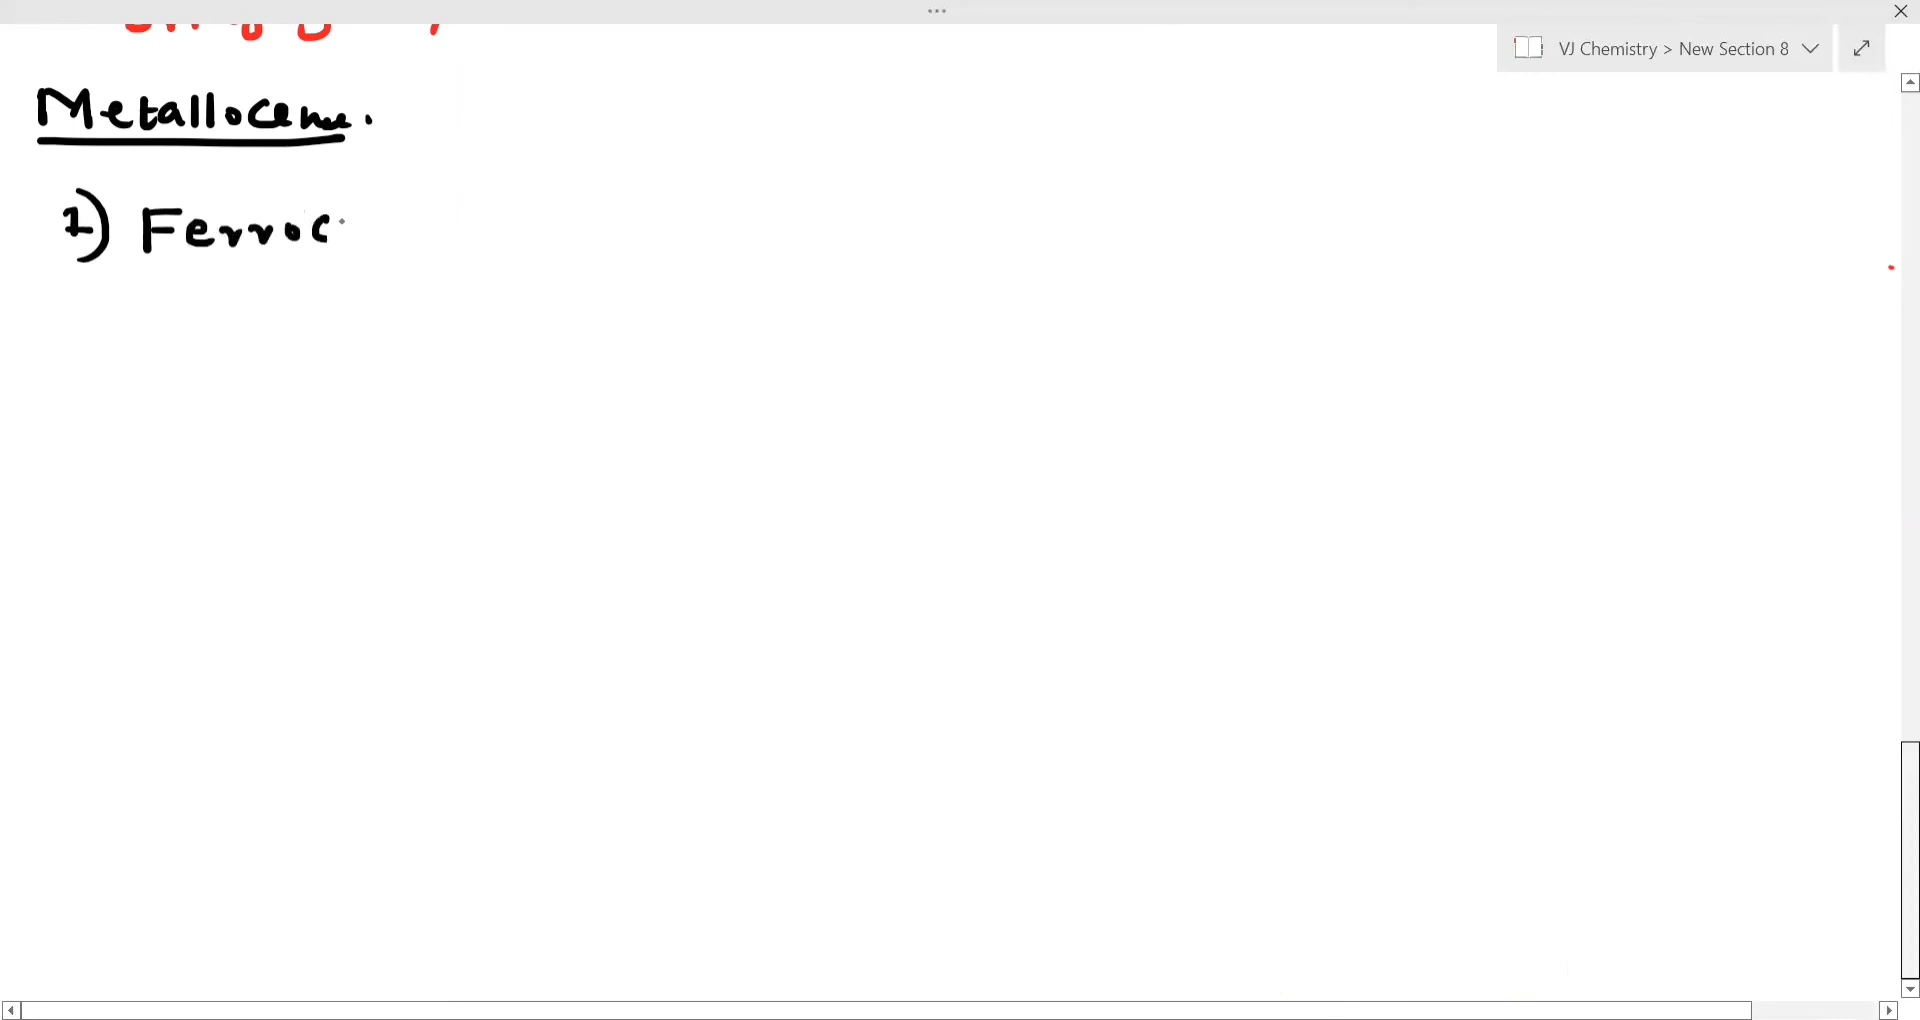 VJ Chemistry > New Section 8
Metallocene.
1) Ferroc